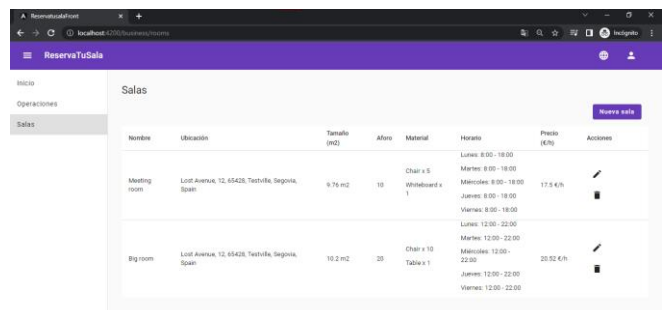 ReservatusalaFront
localhost:4200/business/rooms
Incógnito
ReservaTuSala
Inicio
Operaciones
Salas
Salas
Nueva sala
Nombre Ubicación Tamaño (m2) Aforo Material Horario Precio (€/h) Acciones
Meeting room
Lost Avenue, 12, 65428, Testville, Segovia, Spain
9.76 m2
10
Chair x 5
Whiteboard x 1
Lunes: 8:00 - 18:00
Martes: 8:00 - 18:00
Miércoles: 8:00 - 18:00
Jueves: 8:00 - 18:00
Viernes: 8:00 - 18:00
17.5 €/h
Big room
Lost Avenue, 12, 65428, Testville, Segovia, Spain
10.2 m2
20
Chair x 10
Table x 1
Lunes: 12:00 - 22:00
Martes: 12:00 - 22:00
Miércoles: 12:00 - 22:00
Jueves: 12:00 - 22:00
Viernes: 12:00 - 22:00
20.52 €/h